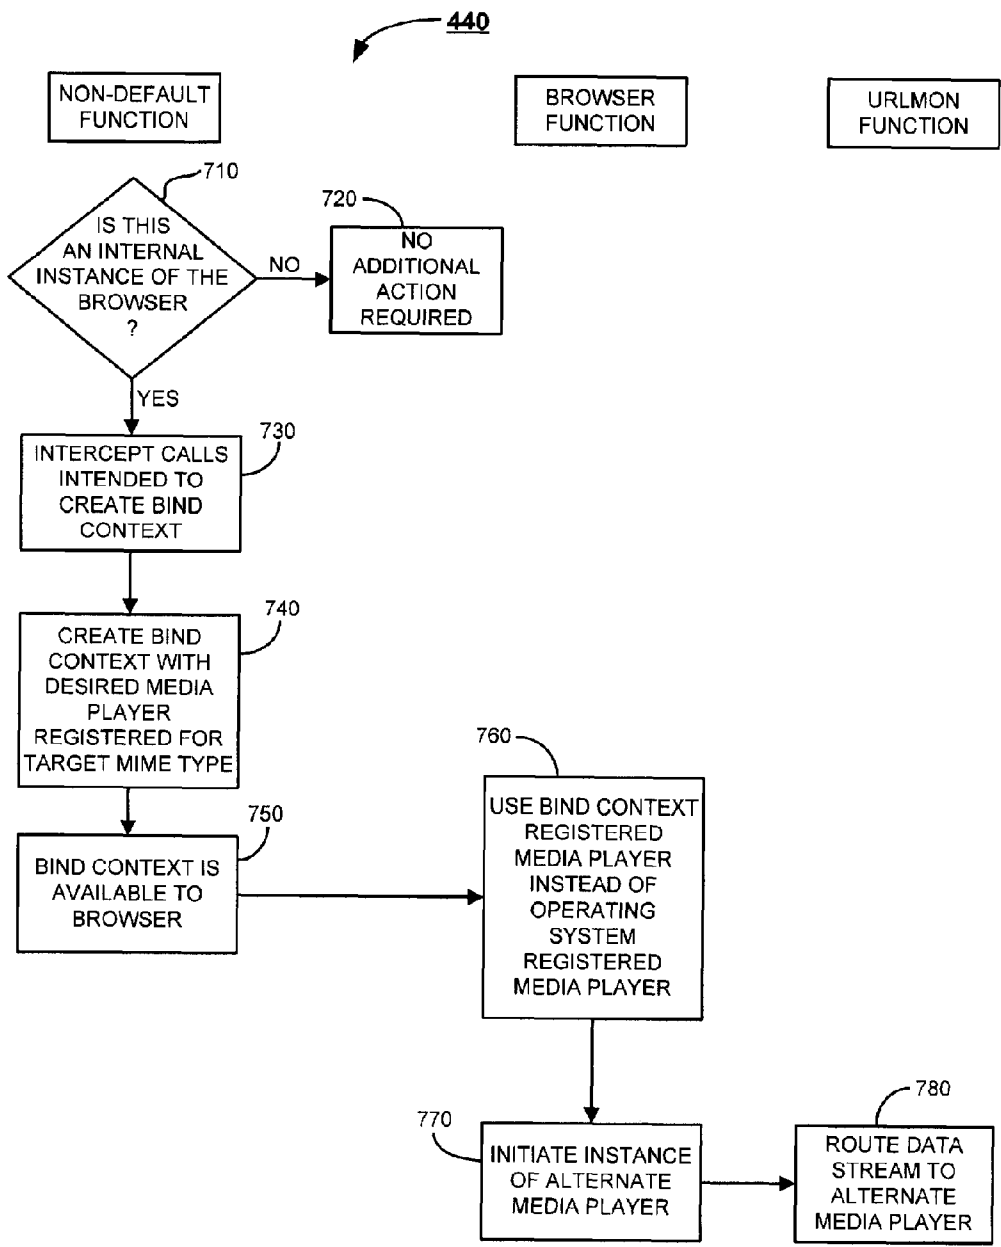 440
NON-DEFAULT
FUNCTION
BROWSER
FUNCTION
URLMON
FUNCTION
710
IS THIS
AN INTERNAL
INSTANCE OF THE
BROWSER
?
NO
720
NO
ADDITIONAL
ACTION
REQUIRED
YES
730
INTERCEPT CALLS
INTENDED TO
CREATE BIND
CONTEXT
740
CREATE BIND
CONTEXT WITH
DESIRED MEDIA
PLAYER
REGISTERED FOR
TARGET MIME TYPE
750
BIND CONTEXT IS
AVAILABLE TO
BROWSER
760
USE BIND CONTEXT
REGISTERED
MEDIA PLAYER
INSTEAD OF
OPERATING
SYSTEM
REGISTERED
MEDIA PLAYER
770
INITIATE INSTANCE
OF ALTERNATE
MEDIA PLAYER
780
ROUTE DATA
STREAM TO
ALTERNATE
MEDIA PLAYER